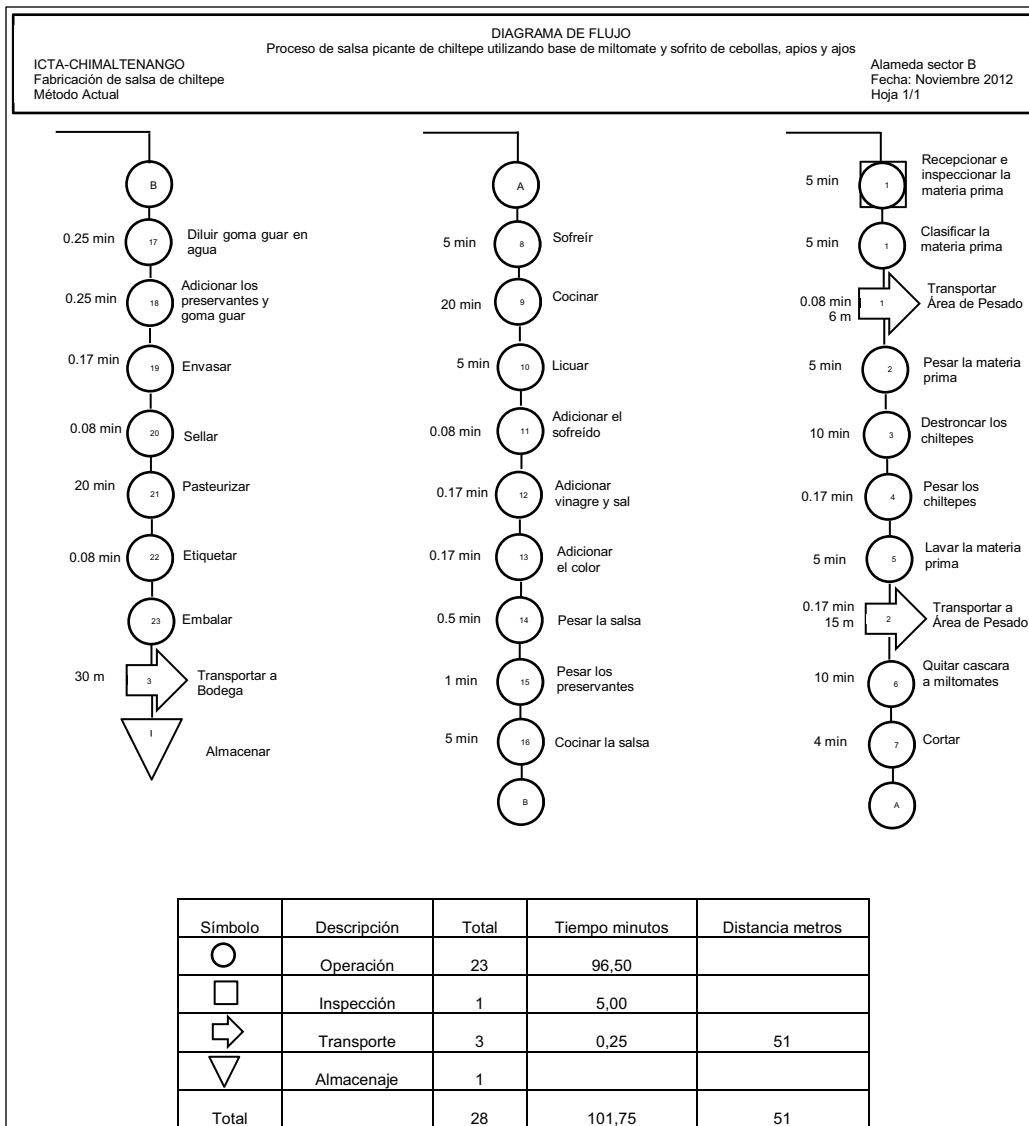 DIAGRAMA DE FLUJO
Proceso de salsa picante de chiltepe utilizando base de miltomate y sofrito de cebollas, apios y ajos
ICTA-CHIMALTENANGO
Fabricación de salsa de chiltepe
Método Actual
Alameda sector B
Fecha: Noviembre 2012
Hoja 1/1
B
0.25 min
17
Diluir goma guar en
agua
0.25 min
18
Adicionar los
preservantes y
goma guar
0.17 min
19
Envasar
0.08 min
20
Sellar
20 min
21
Pasteurizar
0.08 min
22
Etiquetar
23
Embalar
30 m
3
Transportar a
Bodega
I
Almacenar
A
5 min
8
Sofreír
20 min
9
Cocinar
5 min
10
Licuar
0.08 min
11
Adicionar el
sofreído
0.17 min
12
Adicionar
vinagre y sal
0.17 min
13
Adicionar
el color
0.5 min
14
Pesar la salsa
1 min
15
Pesar los
preservantes
5 min
16
Cocinar la salsa
B
5 min
1
Recepcionar e
inspeccionar la
materia prima
5 min
1
Clasificar la
materia prima
0.08 min
6 m
1
Transportar
Área de Pesado
5 min
2
Pesar la materia
prima
10 min
3
Destroncar los
chiltepes
0.17 min
4
Pesar los
chiltepes
5 min
5
Lavar la materia
prima
0.17 min
15 m
2
Transportar a
Área de Pesado
10 min
6
Quitar cascara
a miltomates
4 min
7
Cortar
A
Símbolo Descripción Total Tiempo minutos Distancia metros
Operación 23 96,50
Inspección 1 5,00
Transporte 3 0,25 51
Almacenaje 1
Total 28 101,75 51